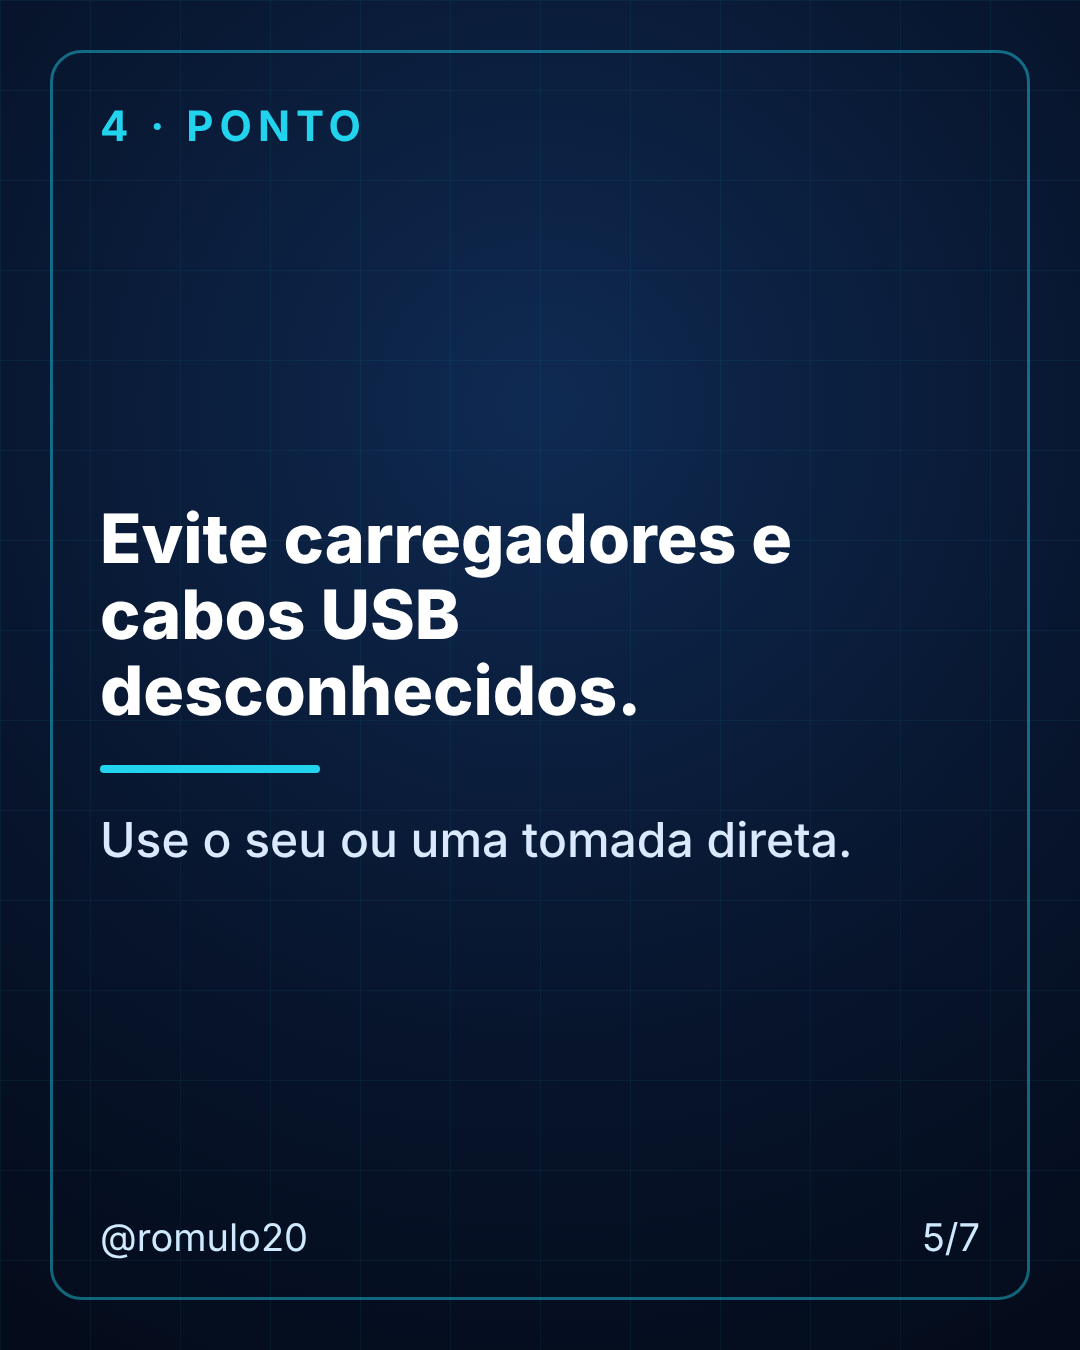 4 · PONTO
Evite carregadores e
cabos USB
desconhecidos.
Use o seu ou uma tomada direta.
@romulo20
5/7